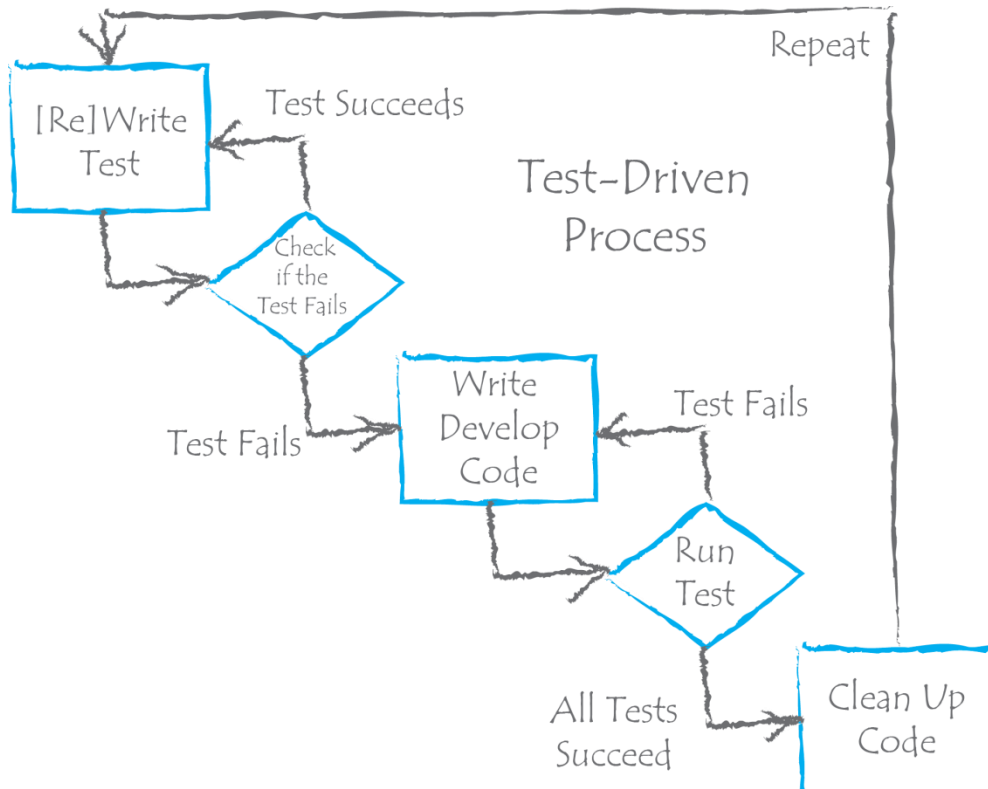 Repeat
[Re]Write
Test
Test Succeeds
Test-Driven
Process
Check
if the
Test Fails
Test Fails
Write
Develop
Code
Test Fails
Run
Test
All Tests
Succeed
Clean Up
Code